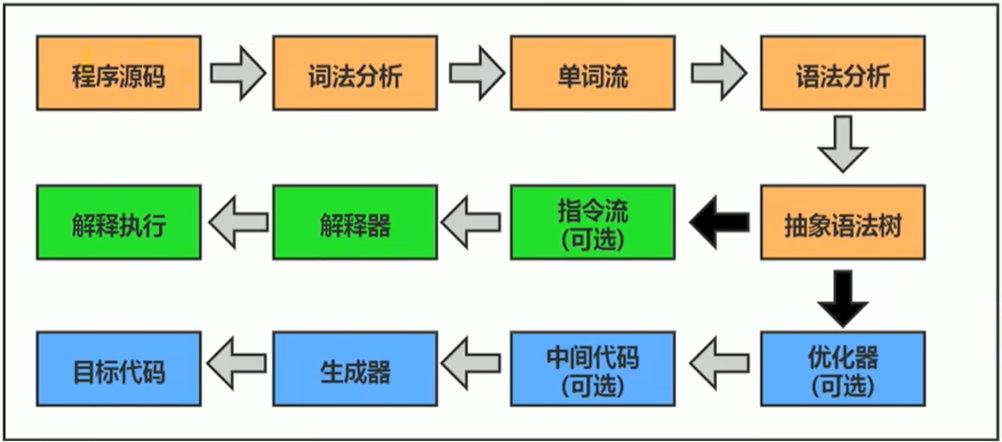 程序源码
词法分析
单词流
语法分析
解释执行
解释器
指令流
(可选)
抽象语法树
目标代码
生成器
中间代码
(可选)
优化器
(可选)